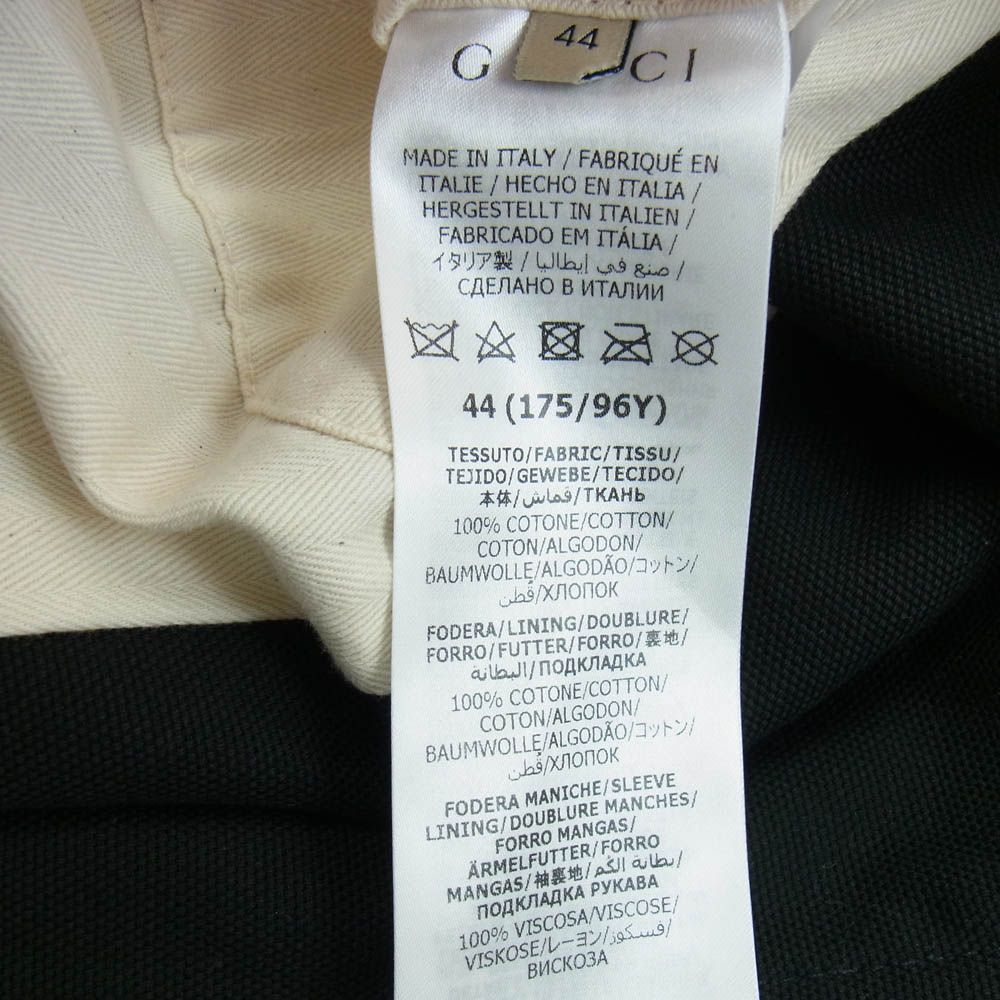 44
G CI
MADE IN ITALY / FABRIQUÉ EN
ITALIE / HECHO EN ITALIA /
HERGESTELLT IN ITALIEN /
FABRICADO EM ITÁLIA /
イタリア製 / صنع في إيطاليا /
СДЕЛАНО В ИТАЛИИ
44 (175/96Y)
TESSUTO/FABRIC/TISSU/
TEJIDO/GEWEBE/TECIDO/
本体/قماش/ТКАНЬ
100% COTONE/COTTON/
COTON/ALGODON/
BAUMWOLLE/ALGODÃO/コットン/
قُطن/ХЛОПОК
FODERA/LINING/DOUBLURE/
FORRO/FUTTER/FORRO/裏地/
البطانة/ПОДКЛАДКА
100% COTONE/COTTON/
COTON/ALGODON/
BAUMWOLLE/ALGODÃO/コットン/
قُطن/ХЛОПОК
FODERA MANICHE/SLEEVE
LINING/DOUBLURE MANCHES/
FORRO MANGAS/
ÄRMELFUTTER/FORRO
MANGAS/袖裏地/بطانة الكُم/
ПОДКЛАДКА РУКАВА
100% VISCOSA/VISCOSE/
VISKOSE/レーヨン/فسكوز/
ВИСКОЗА